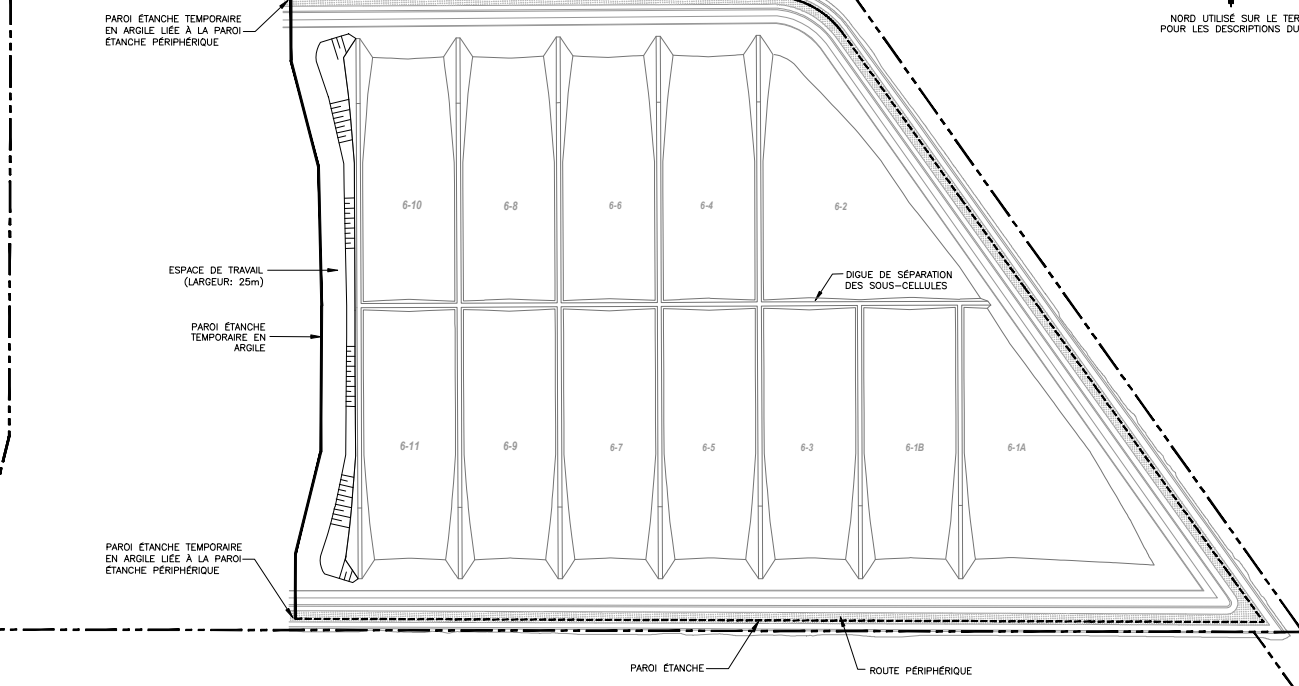 PAROI ÉTANCHE TEMPORAIRE
EN ARGILE LIÉE À LA PAROI
ÉTANCHE PÉRIPHÉRIQUE
NORD UTILISÉ SUR LE TER
POUR LES DESCRIPTIONS DU
6-10
6-8
6-6
6-4
6-2
ESPACE DE TRAVAIL
(LARGEUR: 25m)
DIGUE DE SÉPARATION
DES SOUS-CELLULES
PAROI ÉTANCHE
TEMPORAIRE EN
ARGILE
6-11
6-9
6-7
6-5
6-3
6-1B
6-1A
PAROI ÉTANCHE TEMPORAIRE
EN ARGILE LIÉE À LA PAROI
ÉTANCHE PÉRIPHÉRIQUE
PAROI ÉTANCHE
ROUTE PÉRIPHÉRIQUE